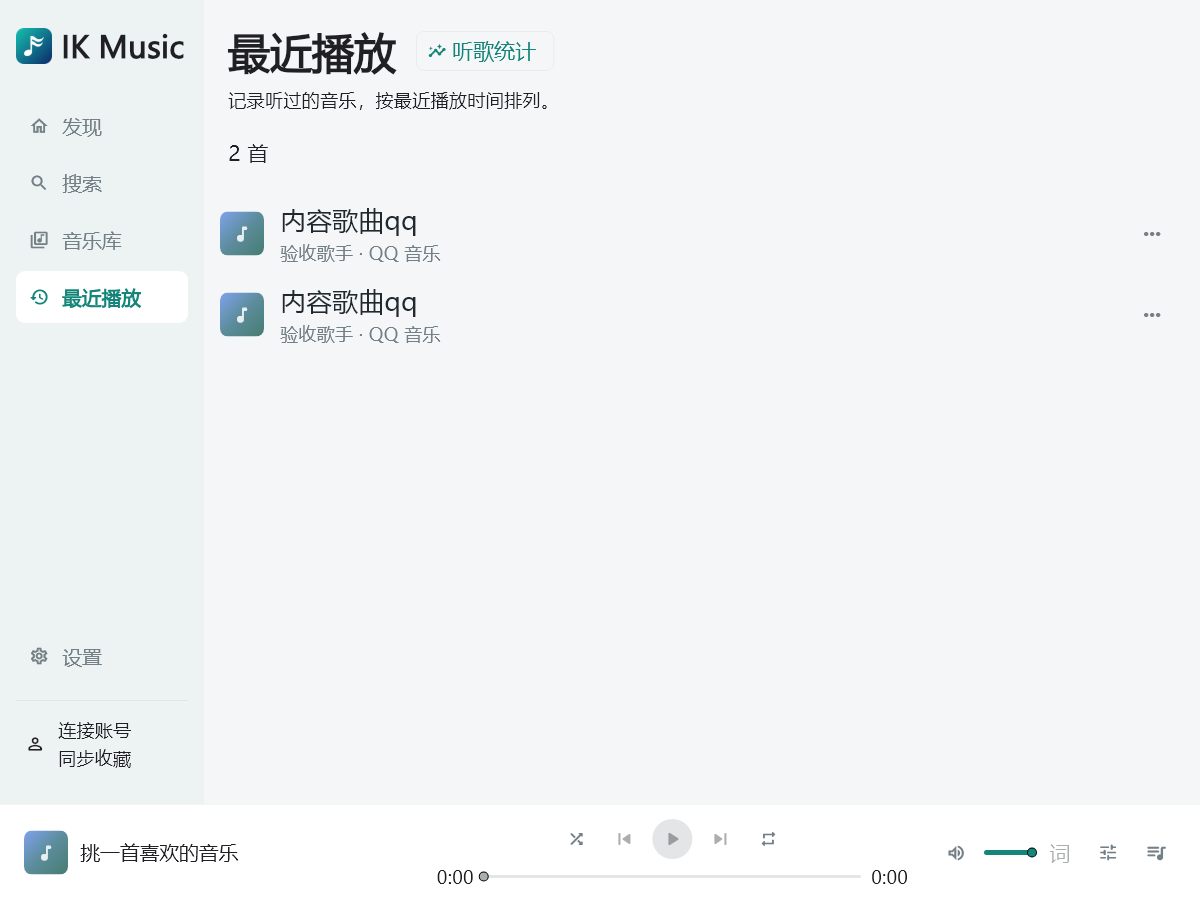 IK Music
发现
搜索
音乐库
最近播放
设置
连接账号
同步收藏
最近播放
听歌统计
记录听过的音乐，按最近播放时间排列。
2 首
内容歌曲qq
验收歌手 · QQ 音乐
内容歌曲qq
验收歌手 · QQ 音乐
挑一首喜欢的音乐
0:00
0:00
词